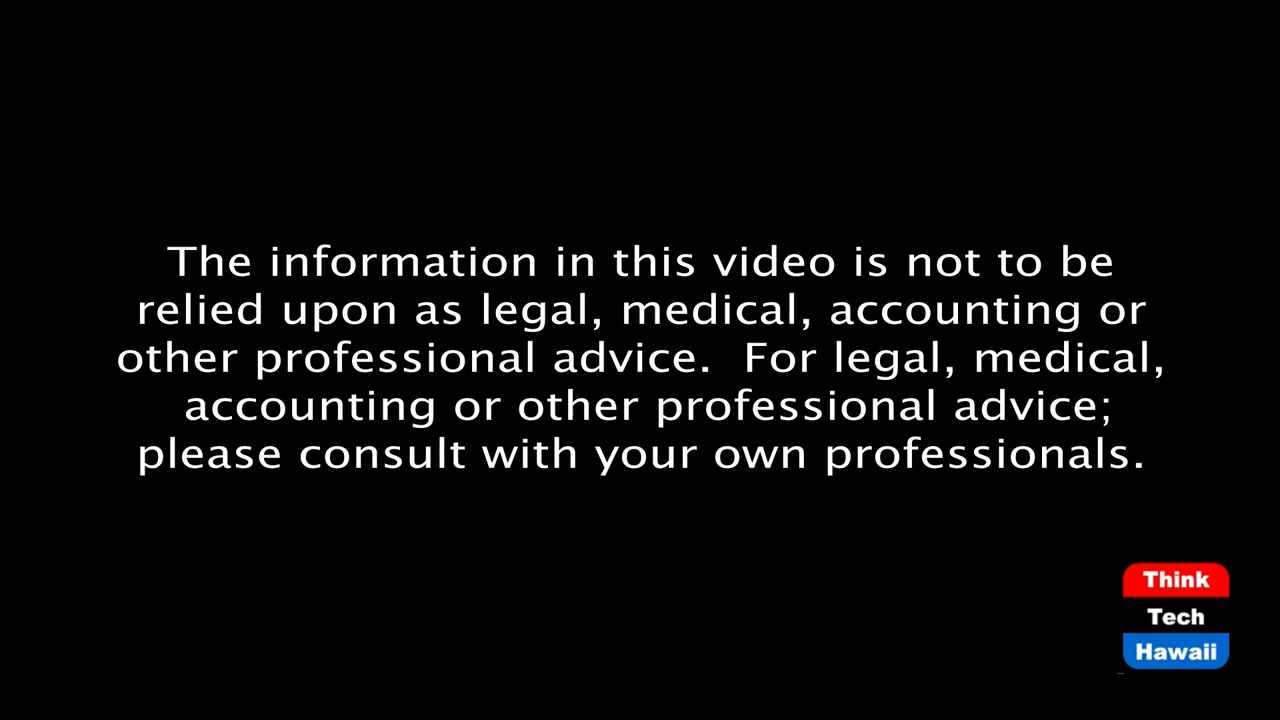 The information in this video is not to be
relied upon as legal, medical, accounting or
other professional advice.  For legal, medical,
accounting or other professional advice;
please consult with your own professionals.
Think
Tech
Hawaii